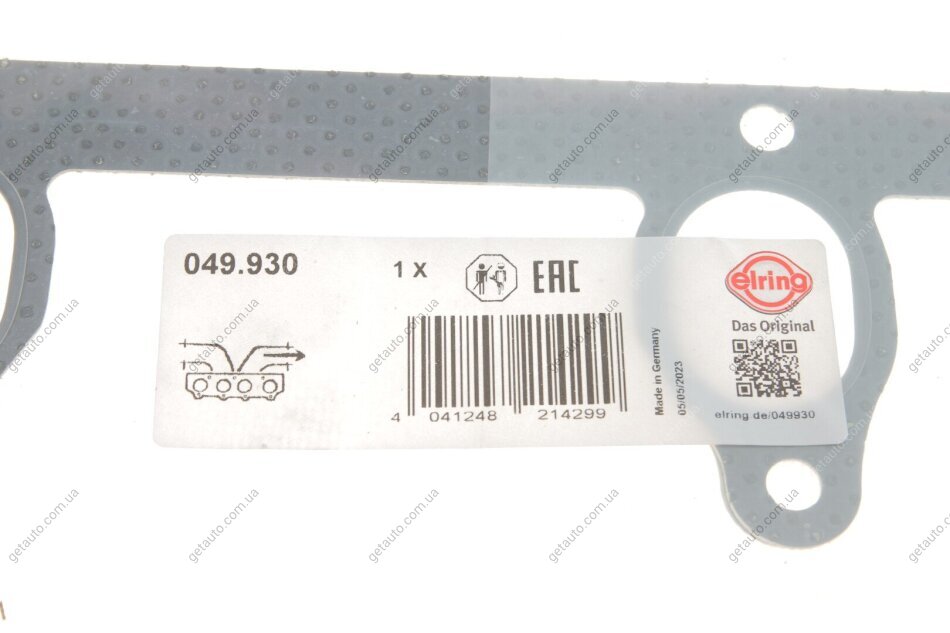 049.930
1 X
EAC
elring
Das Original
4 041248 214299
Made in Germany
05/05/2023
elring de/049930
getauto.com.ua